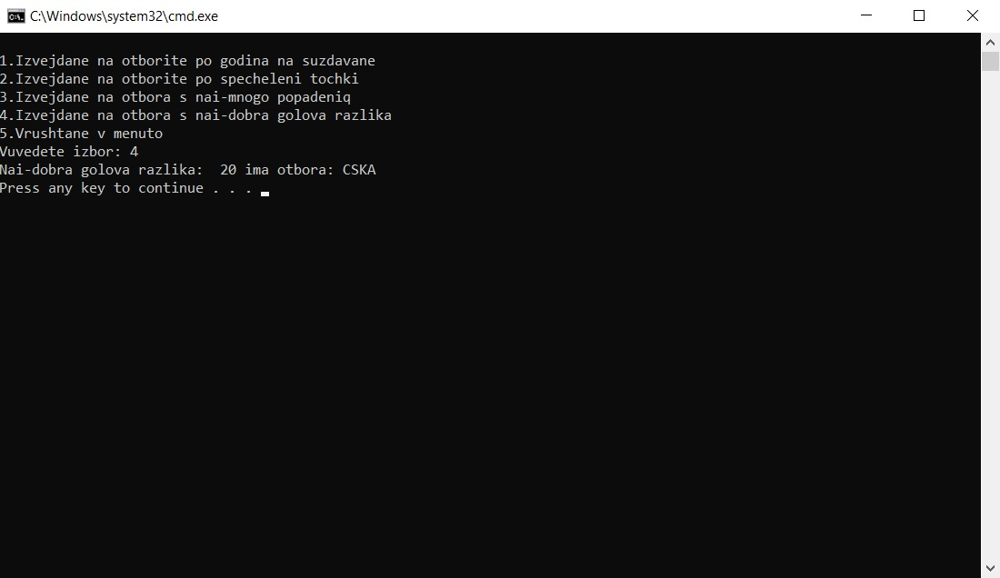 C:\Windows\system32\cmd.exe
1.Izvejdane na otborite po godina na suzdavane
2.Izvejdane na otborite po specheleni tochki
3.Izvejdane na otbora s nai-mnogo popadeniq
4.Izvejdane na otbora s nai-dobra golova razlika
5.Vrushtane v menuto
Vuvedete izbor: 4
Nai-dobra golova razlika:  20 ima otbora: CSKA
Press any key to continue . . .